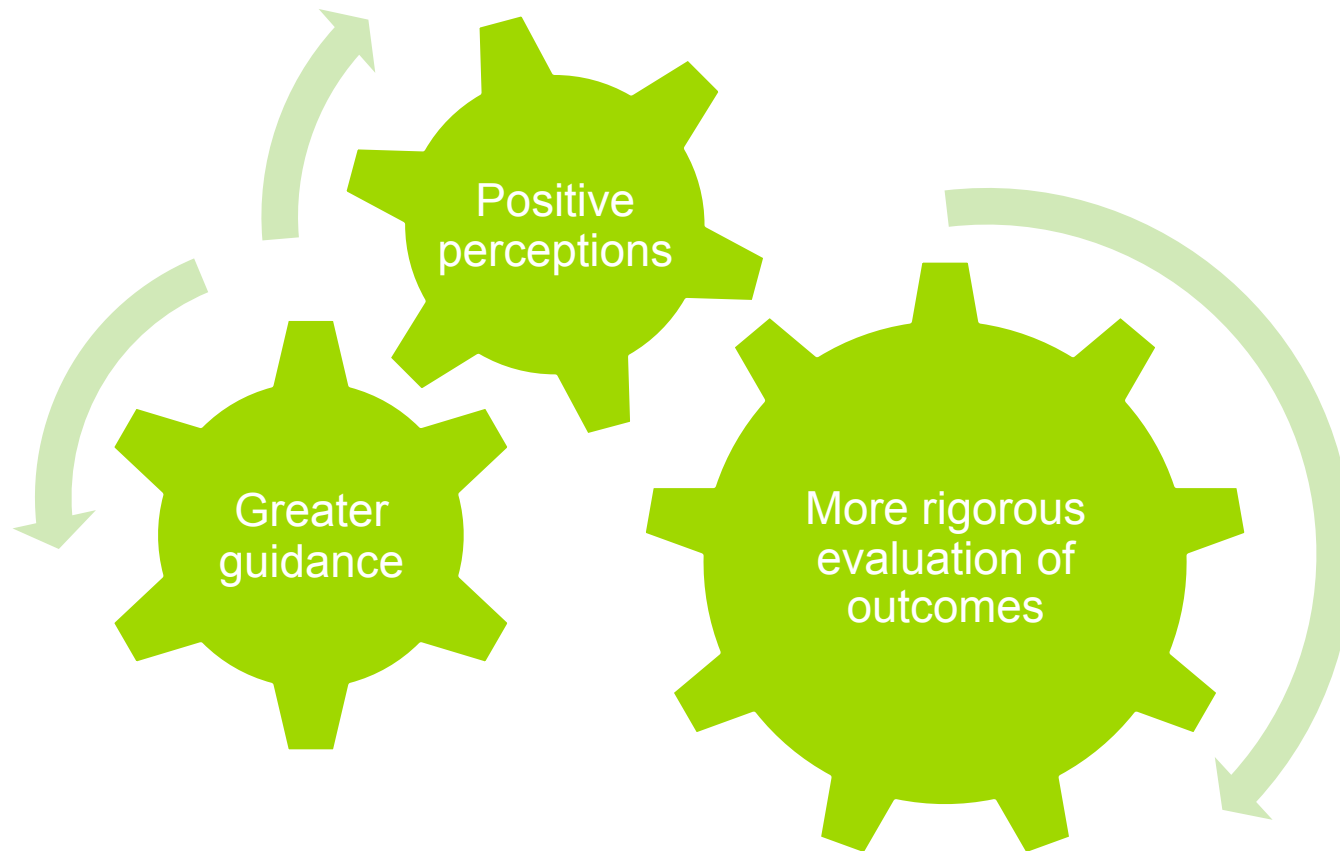 Positive
perceptions
Greater
guidance
More rigorous
evaluation of
outcomes